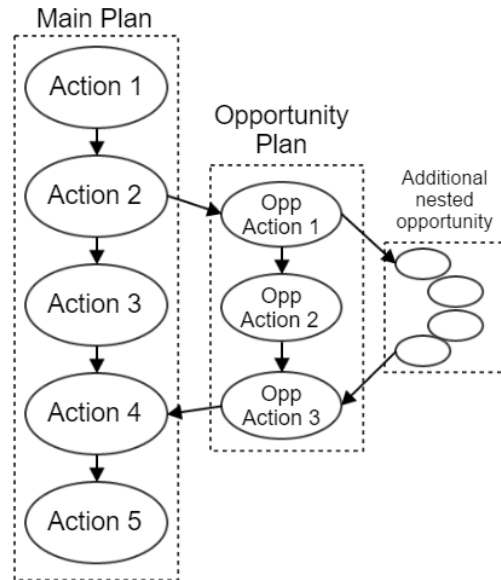 Main Plan
Action 1
Action 2
Action 3
Action 4
Action 5
Opportunity
Plan
Opp
Action 1
Opp
Action 2
Opp
Action 3
Additional
nested
opportunity